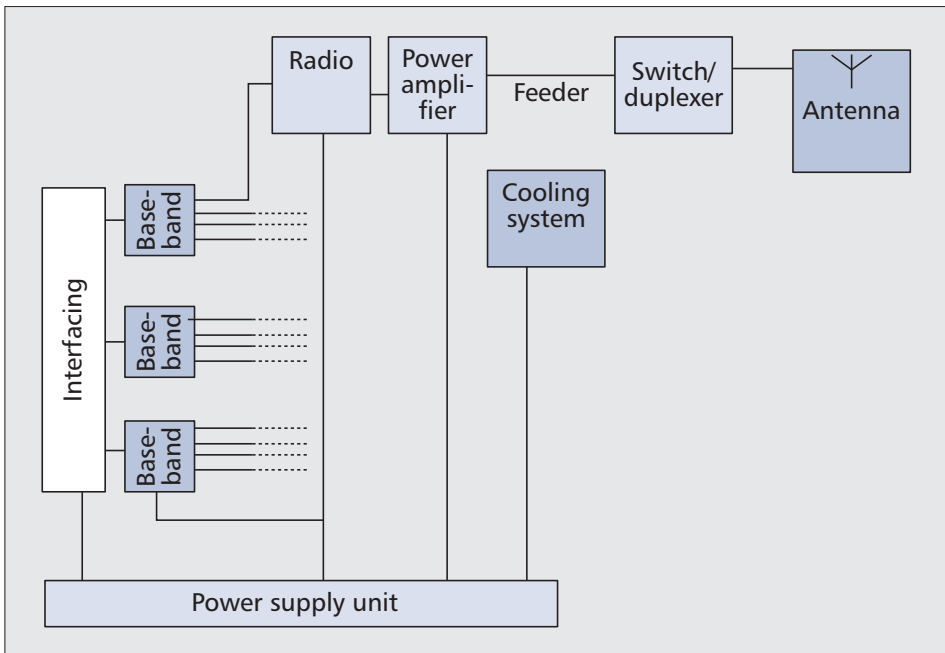 Radio
Power
ampli-
fier
Feeder
Switch/
duplexer
Antenna
Cooling
system
Interfacing
Base-
band
Base-
band
Base-
band
Power supply unit